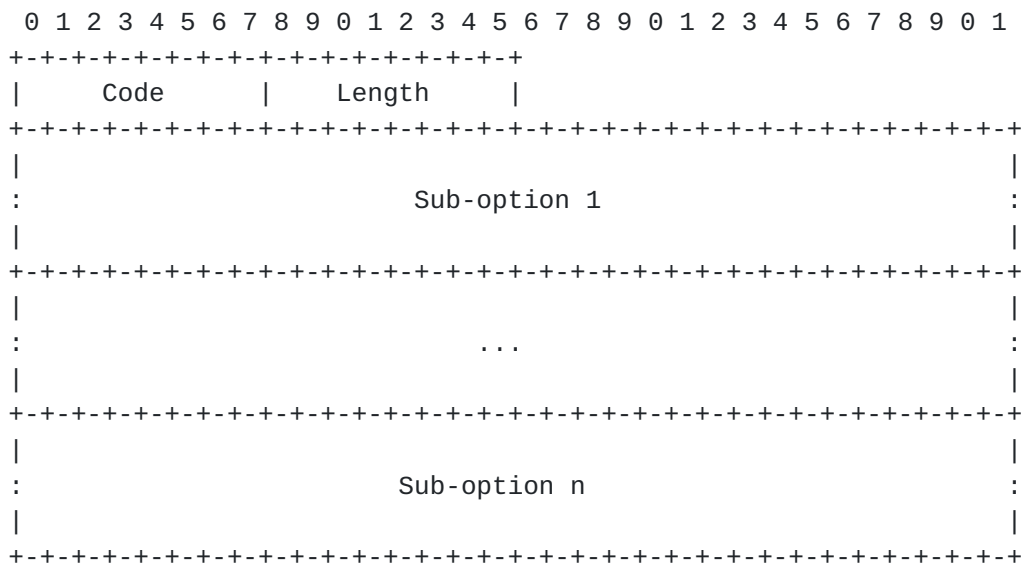 0 1 2 3 4 5 6 7 8 9 0 1 2 3 4 5 6 7 8 9 0 1 2 3 4 5 6 7 8 9 0 1
+-+-+-+-+-+-+-+-+-+-+-+-+-+-+-+-+
|     Code      |    Length     |
+-+-+-+-+-+-+-+-+-+-+-+-+-+-+-+-+-+-+-+-+-+-+-+-+-+-+-+-+-+-+-+-+
|                                                               |
:                         Sub-option 1                          :
|                                                               |
+-+-+-+-+-+-+-+-+-+-+-+-+-+-+-+-+-+-+-+-+-+-+-+-+-+-+-+-+-+-+-+-+
|                                                               |
:                             ...                               :
|                                                               |
+-+-+-+-+-+-+-+-+-+-+-+-+-+-+-+-+-+-+-+-+-+-+-+-+-+-+-+-+-+-+-+-+
|                                                               |
:                        Sub-option n                           :
|                                                               |
+-+-+-+-+-+-+-+-+-+-+-+-+-+-+-+-+-+-+-+-+-+-+-+-+-+-+-+-+-+-+-+-+